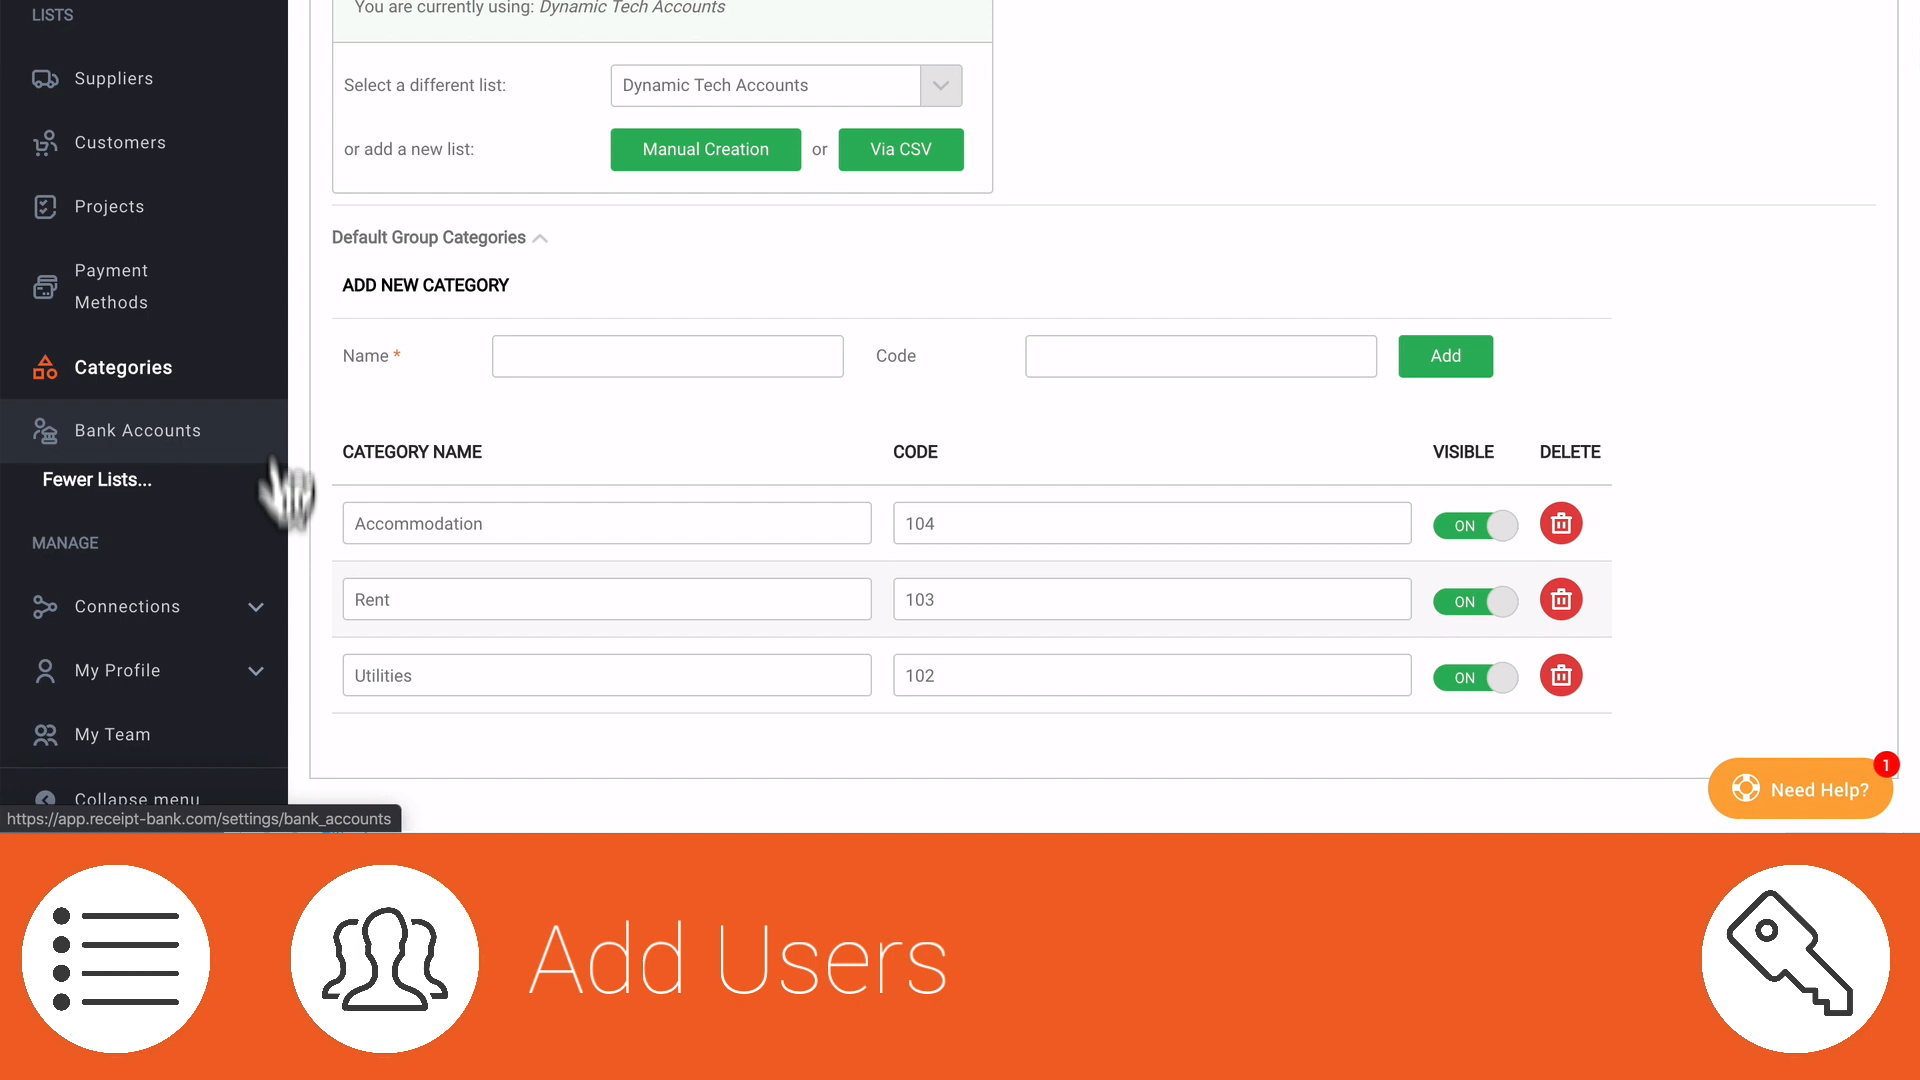 LISTS
Suppliers
Customers
Projects
Payment
Methods
Categories
Bank Accounts
Fewer Lists...
MANAGE
Connections
My Profile
My Team
Collapse menu
https://app.receipt-bank.com/settings/bank_accounts
You are currently using: Dynamic Tech Accounts
Select a different list: Dynamic Tech Accounts
or add a new list: Manual Creation or Via CSV
Default Group Categories
ADD NEW CATEGORY
Name * Code Add
CATEGORY NAME CODE VISIBLE DELETE
Accommodation 104 ON
Rent 103 ON
Utilities 102 ON
1
Need Help?
Add Users